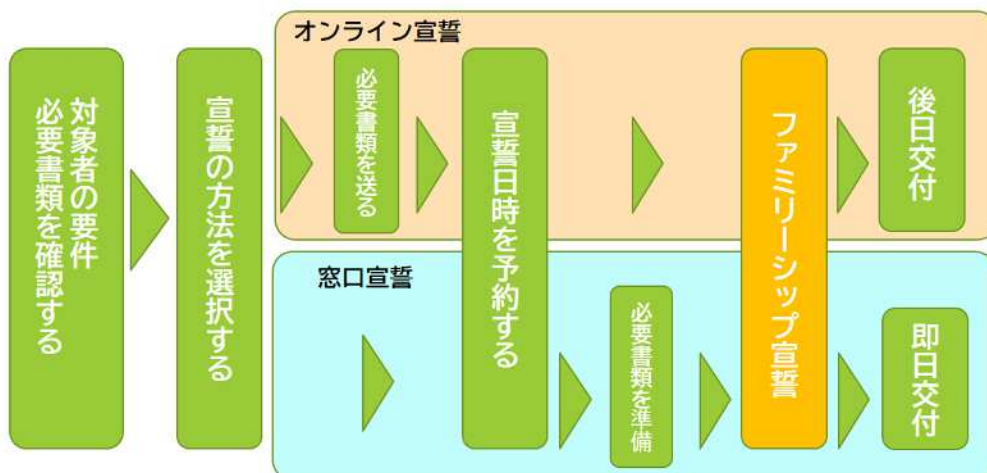 対象者の要件
必要書類を確認する
宣誓の方法を選択する
オンライン宣誓
必要書類を送る
宣誓日時を予約する
ファミリーシップ宣誓
後日交付
窓口宣誓
必要書類を準備
即日交付